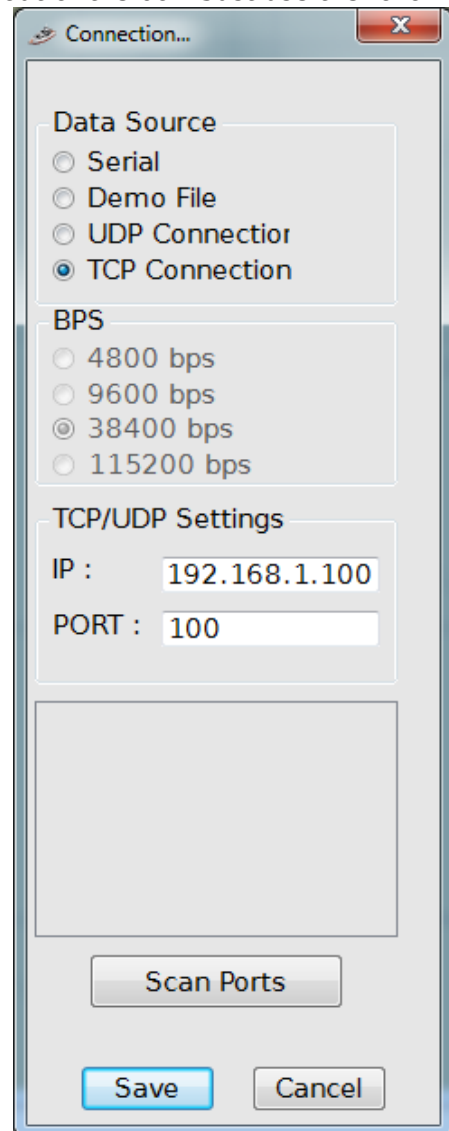 Connection...
Data Source
Serial
Demo File
UDP Connection
TCP Connection
BPS
4800 bps
9600 bps
38400 bps
115200 bps
TCP/UDP Settings
IP : 192.168.1.100
PORT : 100
Scan Ports
Save Cancel